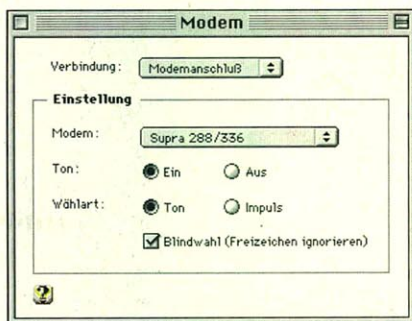 Modem
Verbindung: Modemanschluß
Einstellung
Modem: Supra 288/336
Ton: Ein Aus
Wählart: Ton Impuls
Blindwahl (Freizeichen ignorieren)
?